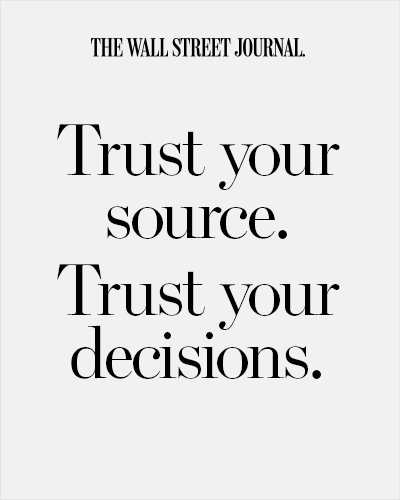 THE WALL STREET JOURNAL.
Trust your
source.
Trust your
decisions.